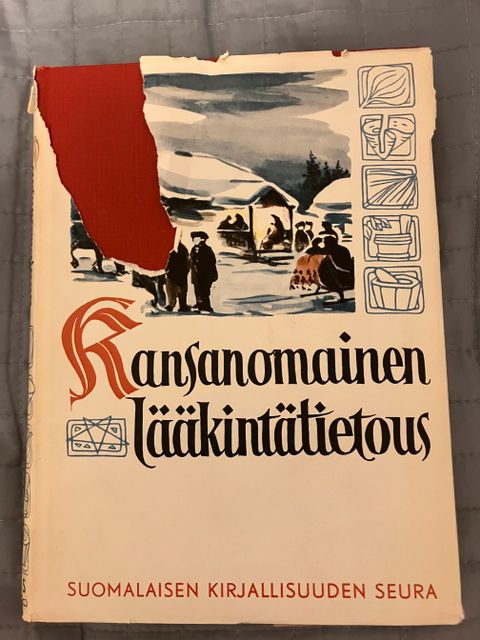 Kansanomainen
lääkintätietous
SUOMALAISEN KIRJALLISUUDEN SEURA